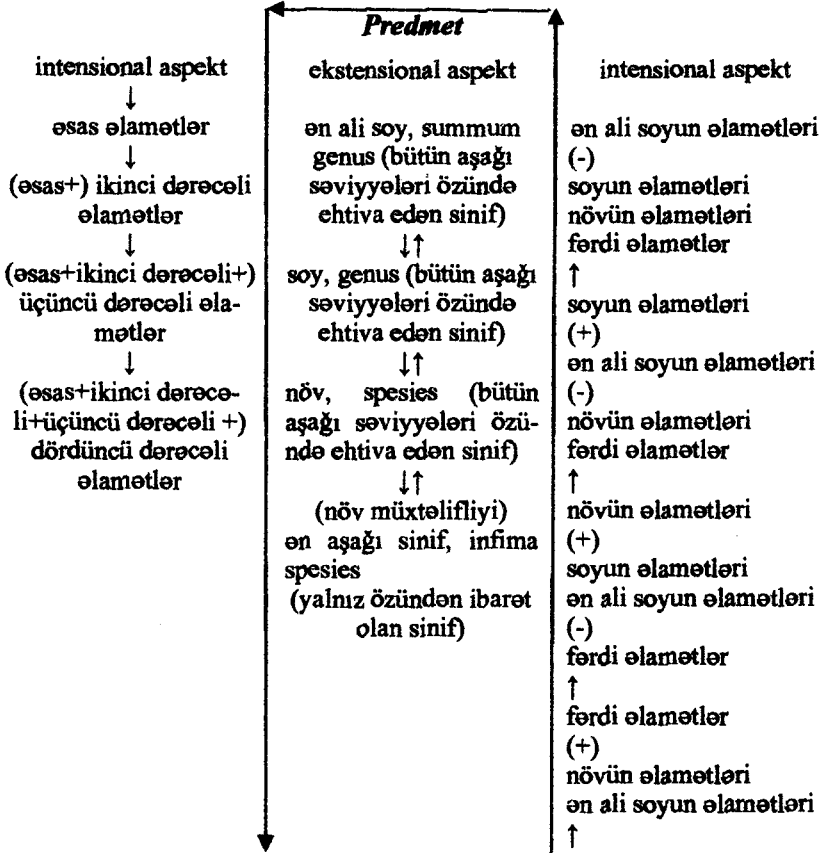 Predmet
intensional aspekt
↓
əsas əlamətlər
↓
(əsas+) ikinci dərəcəli
əlamətlər
↓
(əsas+ikinci dərəcəli+)
üçüncü dərəcəli əla-
mətlər
↓
(əsas+ikinci dərəcə-
li+üçüncü dərəcəli +)
dördüncü dərəcəli
əlamətlər
ekstensional aspekt
ən ali soy, summum
genus (bütün aşağı
səviyyələri özündə
ehtiva edən sinif)
↓↑
soy, genus (bütün aşağı
səviyyələri özündə
ehtiva edən sinif)
↓↑
növ, spesies (bütün
aşağı səviyyələri özü-
ndə ehtiva edən sinif)
↓↑
(növ müxtəlifliyi)
ən aşağı sinif, infima
spesies
(yalnız özündən ibarət
olan sinif)
intensional aspekt
ən ali soyun əlamətləri
(-)
soyun əlamətləri
növün əlamətləri
fərdi əlamətlər
↑
soyun əlamətləri
(+)
ən ali soyun əlamətləri
(-)
növün əlamətləri
fərdi əlamətlər
↑
növün əlamətləri
(+)
soyun əlamətləri
ən ali soyun əlamətləri
(-)
fərdi əlamətlər
↑
fərdi əlamətlər
(+)
növün əlamətləri
ən ali soyun əlamətləri
↑